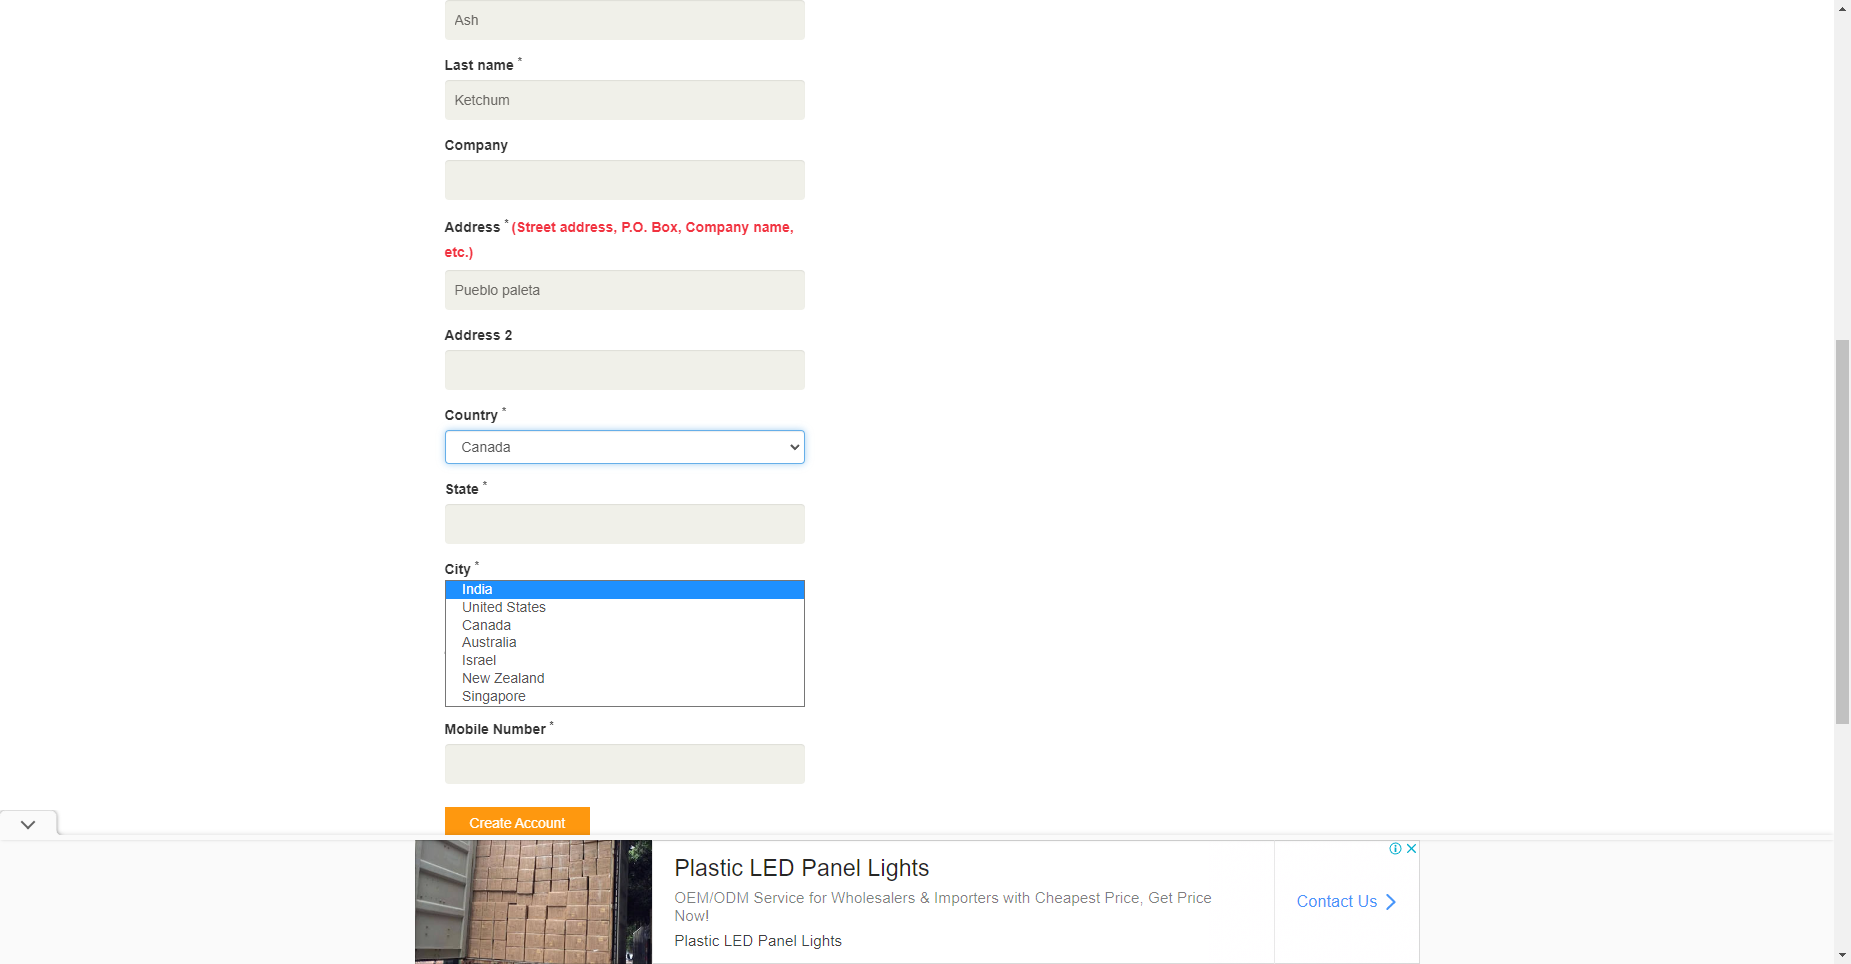 Ash
Last name *
Ketchum
Company
Address * (Street address, P.O. Box, Company name,
etc.)
Pueblo paleta
Address 2
Country *
Canada
State *
City *
India
United States
Canada
Australia
Israel
New Zealand
Singapore
Mobile Number *
Create Account
Plastic LED Panel Lights
OEM/ODM Service for Wholesalers & Importers with Cheapest Price, Get Price
Now!
Plastic LED Panel Lights
Contact Us